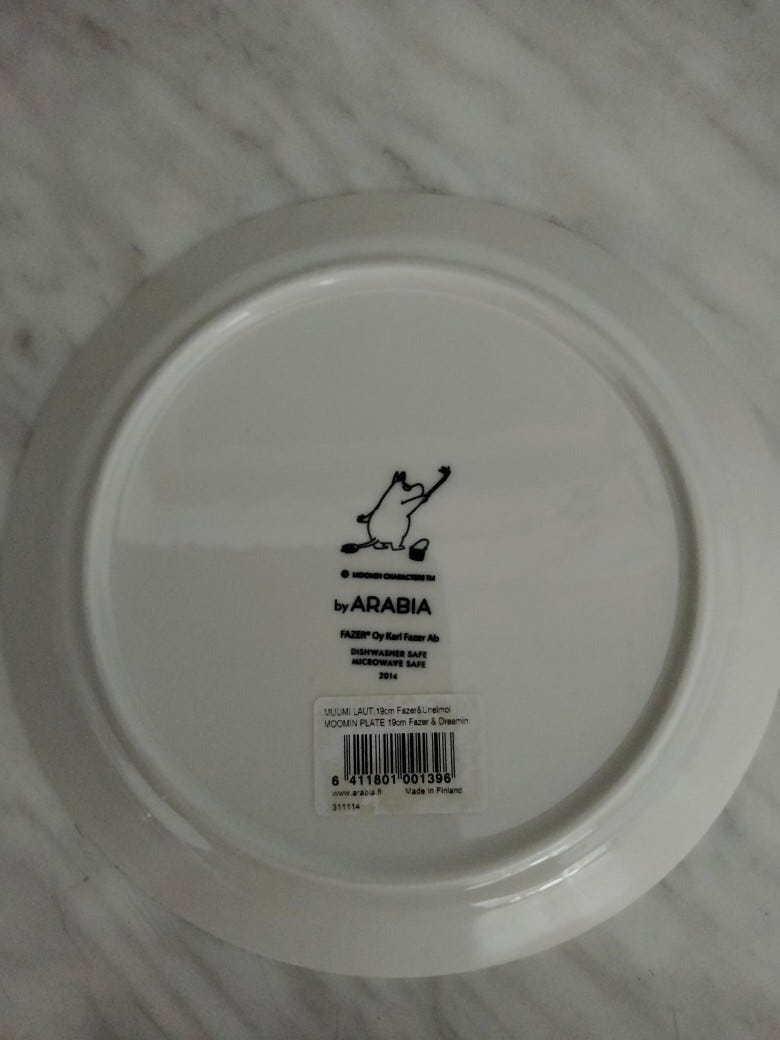 © MOOMIN CHARACTERS TM
by ARABIA
FAZER® Oy Karl Fazer Ab
DISHWASHER SAFE
MICROWAVE SAFE
2014
MUUMI LAUT.19cm Fazer&Unelmoi
MOOMIN PLATE 19cm Fazer & Dreamin
6 411801 001396
www.arabia.fi Made in Finland
311114